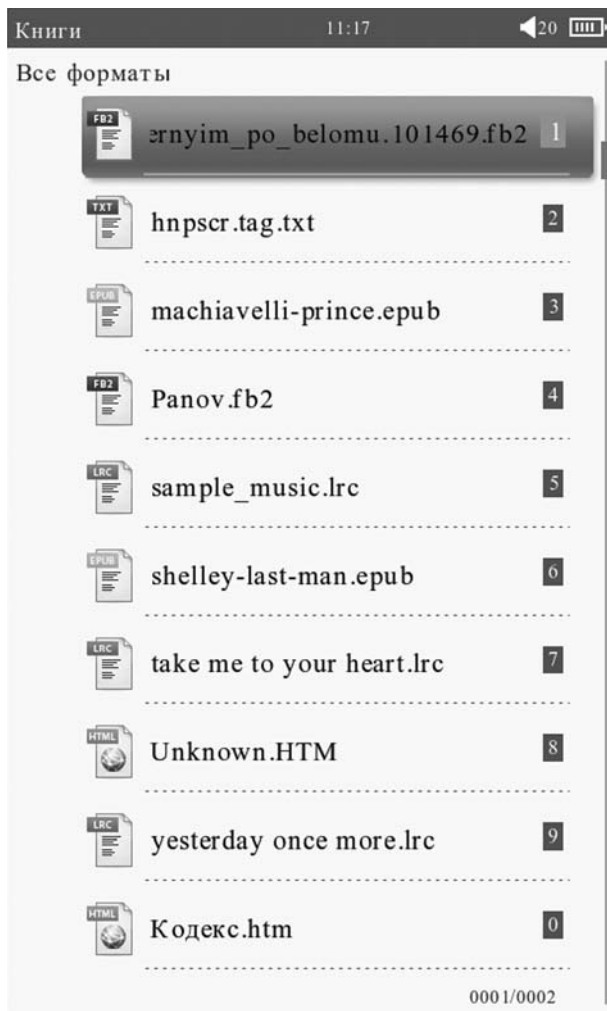 Книги 11:17 20
Все форматы
FB2 ernyim_po_belomu.101469.fb2 1
TXT hnpscr.tag.txt 2
EPUB machiavelli-prince.epub 3
FB2 Panov.fb2 4
LRC sample_music.lrc 5
EPUB shelley-last-man.epub 6
LRC take me to your heart.lrc 7
HTML Unknown.HTM 8
LRC yesterday once more.lrc 9
HTML Кодекс.htm 0
0001/0002